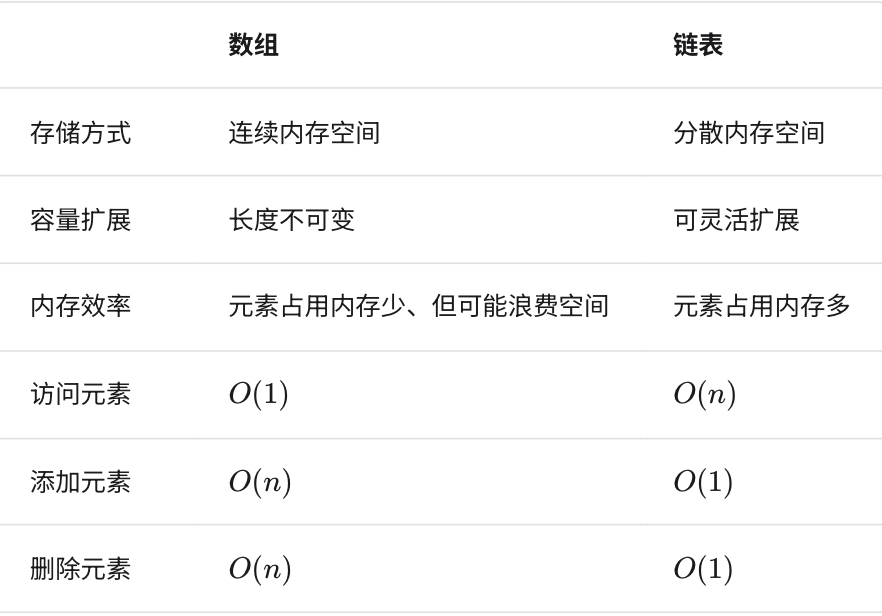 数组 链表
存储方式 连续内存空间 分散内存空间
容量扩展 长度不可变 可灵活扩展
内存效率 元素占用内存少、但可能浪费空间 元素占用内存多
访问元素 O(1) O(n)
添加元素 O(n) O(1)
删除元素 O(n) O(1)